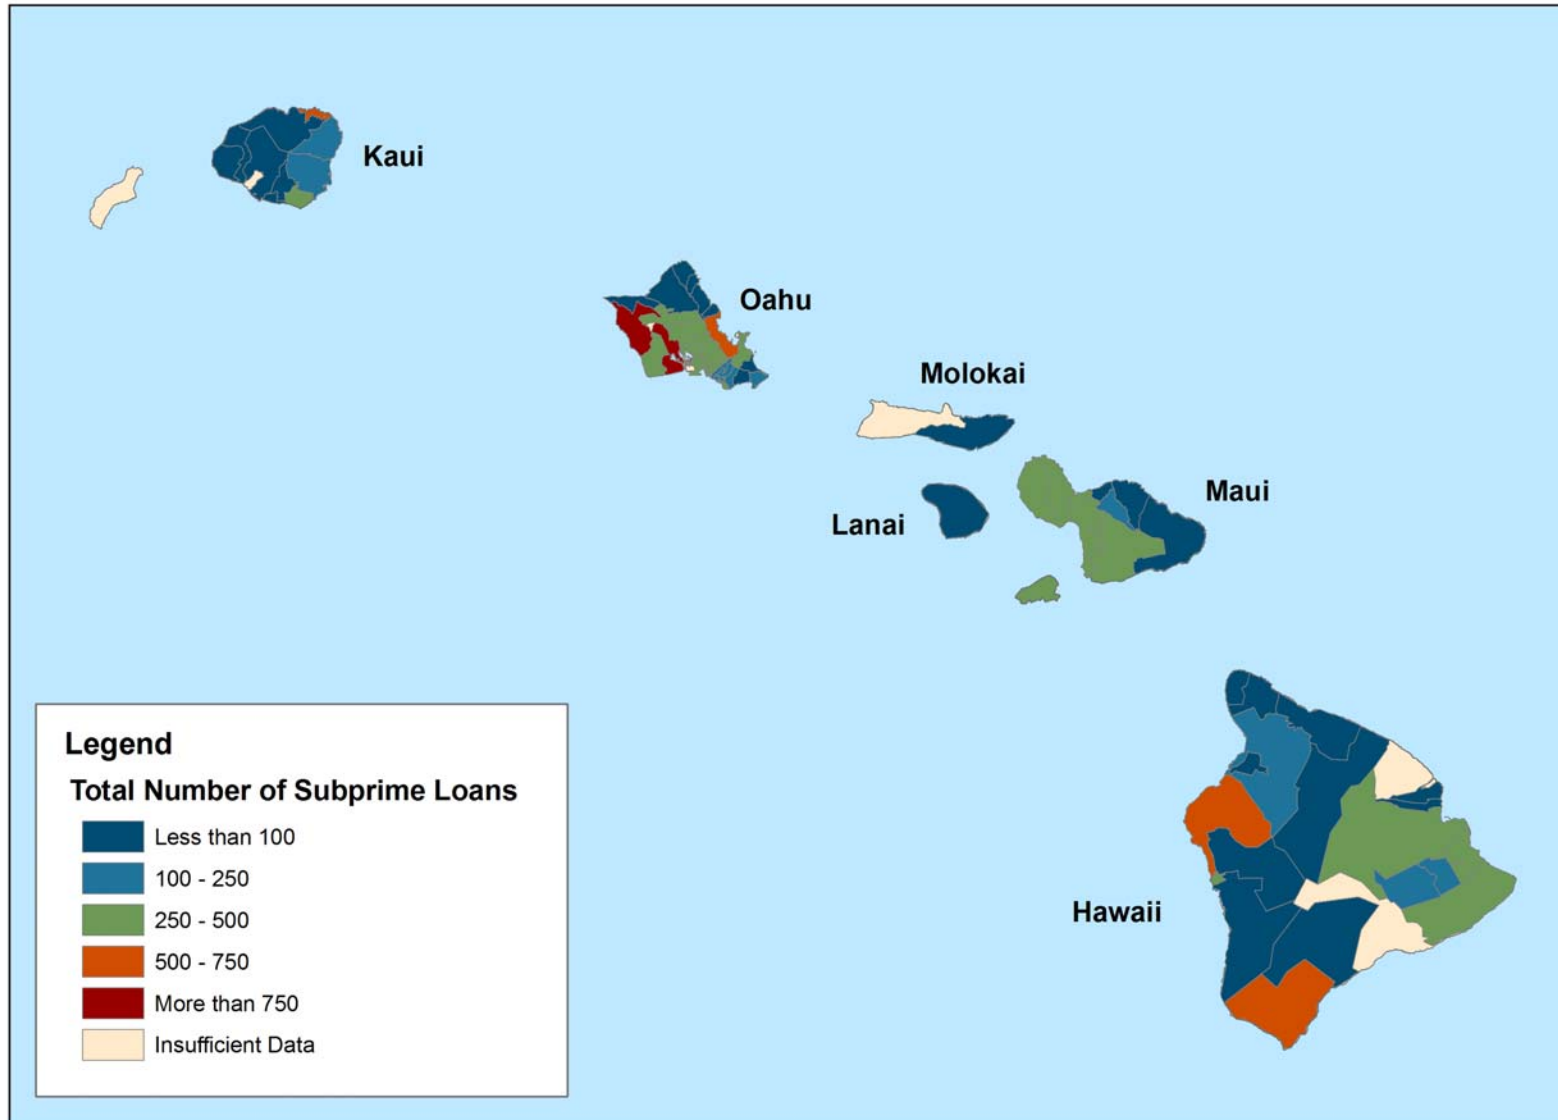 Kaui
Oahu
Molokai
Maui
Lanai
Hawaii
Legend
Total Number of Subprime Loans
Less than 100
100 - 250
250 - 500
500 - 750
More than 750
Insufficient Data